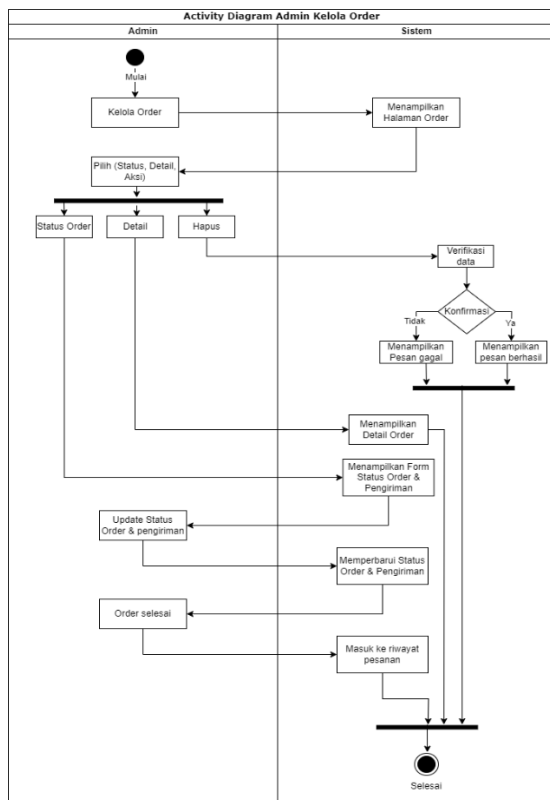 Activity Diagram Admin Kelola Order
Admin
Sistem
Mulai
Kelola Order
Menampilkan
Halaman Order
Pilih (Status, Detail,
Aksi)
Status Order
Detail
Hapus
Verifikasi
data
Konfirmasi
Tidak
Ya
Menampilkan
Pesan gagal
Menampilkan
pesan berhasil
Menampilkan
Detail Order
Menampilkan Form
Status Order &
Pengiriman
Update Status
Order & pengiriman
Memperbarui Status
Order & Pengiriman
Order selesai
Masuk ke riwayat
pesanan
Selesai